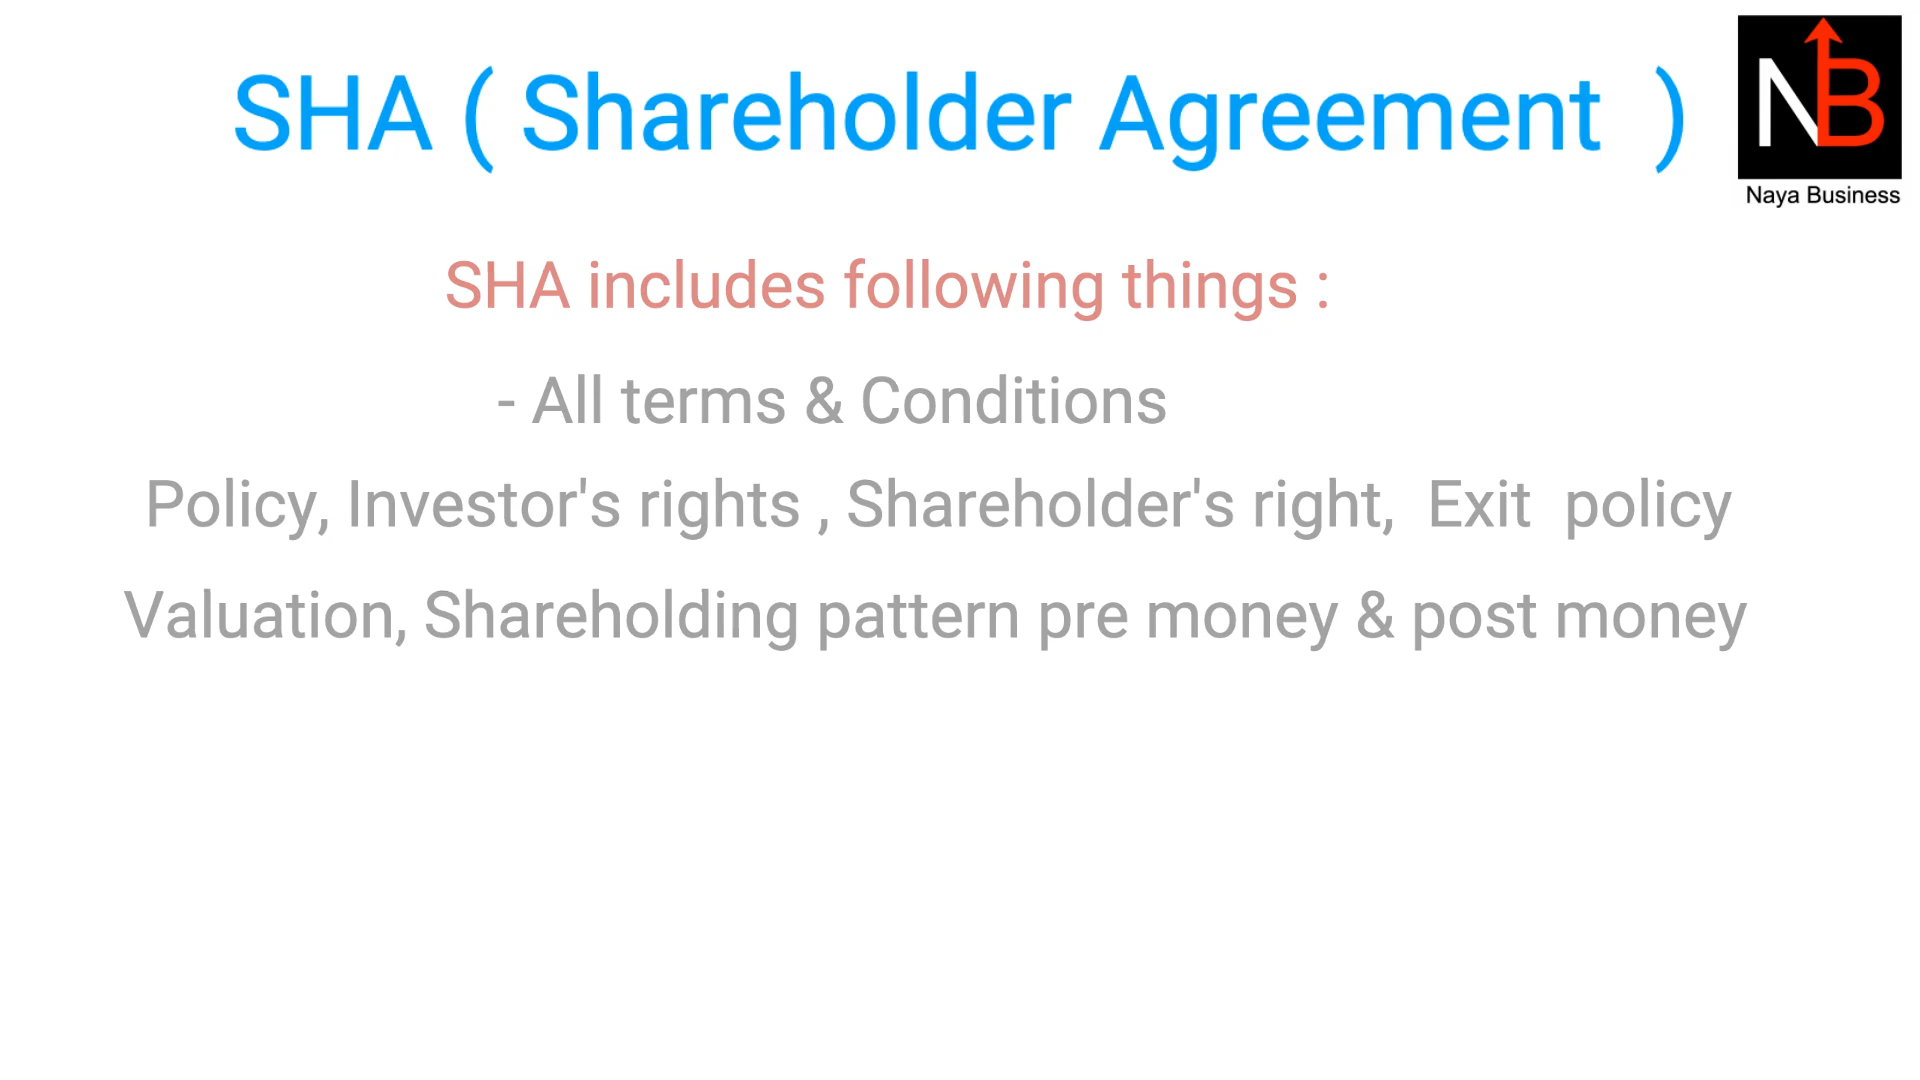 SHA ( Shareholder Agreement )
NB
Naya Business
SHA includes following things :
- All terms & Conditions
Policy, Investor's rights , Shareholder's right, Exit policy
Valuation, Shareholding pattern pre money & post money